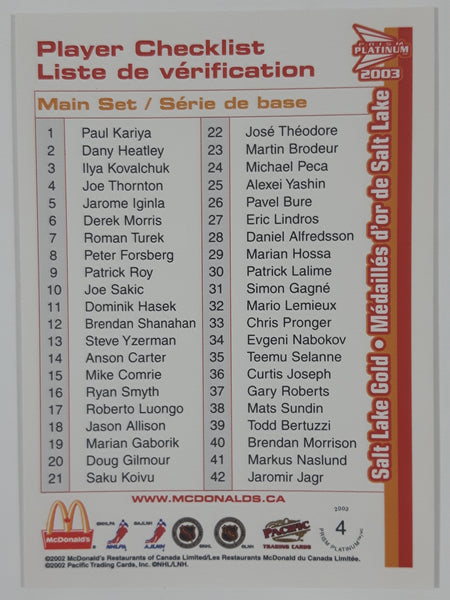 Player Checklist
Liste de vérification
PRISM
PLATINUM
2003
Main Set / Série de base
1 Paul Kariya
2 Dany Heatley
3 Ilya Kovalchuk
4 Joe Thornton
5 Jarome Iginla
6 Derek Morris
7 Roman Turek
8 Peter Forsberg
9 Patrick Roy
10 Joe Sakic
11 Dominik Hasek
12 Brendan Shanahan
13 Steve Yzerman
14 Anson Carter
15 Mike Comrie
16 Ryan Smyth
17 Roberto Luongo
18 Jason Allison
19 Marian Gaborik
20 Doug Gilmour
21 Saku Koivu
22 José Théodore
23 Martin Brodeur
24 Michael Peca
25 Alexei Yashin
26 Pavel Bure
27 Eric Lindros
28 Daniel Alfredsson
29 Marian Hossa
30 Patrick Lalime
31 Simon Gagné
32 Mario Lemieux
33 Chris Pronger
34 Evgeni Nabokov
35 Teemu Selanne
36 Curtis Joseph
37 Gary Roberts
38 Mats Sundin
39 Todd Bertuzzi
40 Brendan Morrison
41 Markus Naslund
42 Jaromir Jagr
Salt Lake Gold • Médaillés d'or de Salt Lake
WWW.MCDONALDS.CA
McDonald's
©NHLPA
NHLPA
©AJLNH
AJLNH
©NHL
©LNH
PACIFIC
TRADING CARDS
2002
4
PRISM PLATINUM
©2002 McDonald's Restaurants of Canada Limited/Les Restaurants McDonald du Canada Limitée.
©2002 Pacific Trading Cards, Inc. ©NHL/LNH.